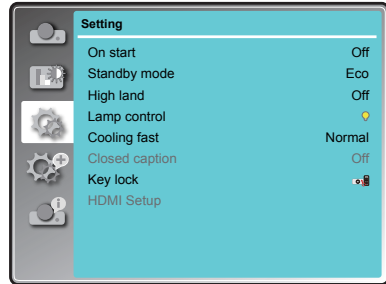 Setting
On start Off
Standby mode Eco
High land Off
Lamp control
Cooling fast Normal
Closed caption Off
Key lock
HDMI Setup